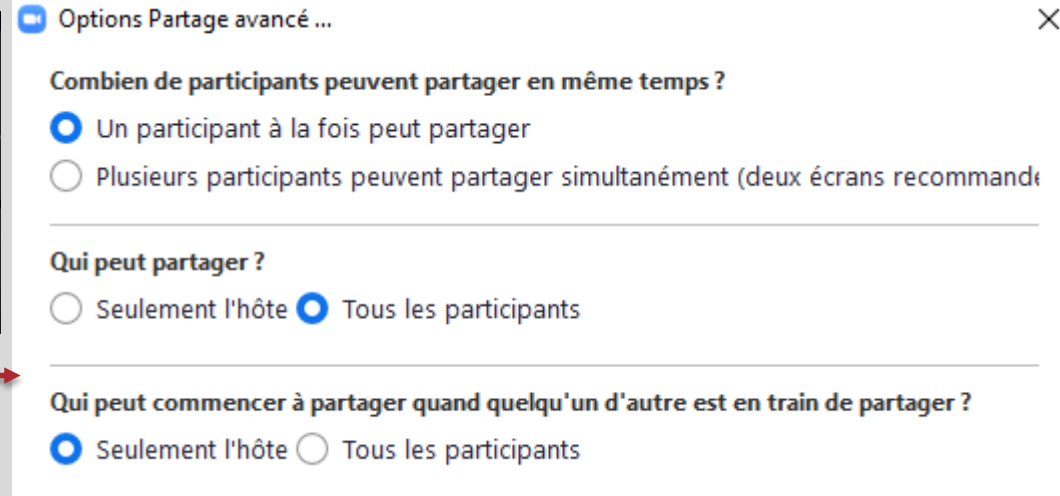 Options Partage avancé ...
Combien de participants peuvent partager en même temps ?
Un participant à la fois peut partager
Plusieurs participants peuvent partager simultanément (deux écrans
Qui peut partager ?
Seulement l'hôte Tous les participants
Qui peut commencer à partager quand quelqu'un d'autre est en train de partager ?
Seulement l'hôte Tous les participants